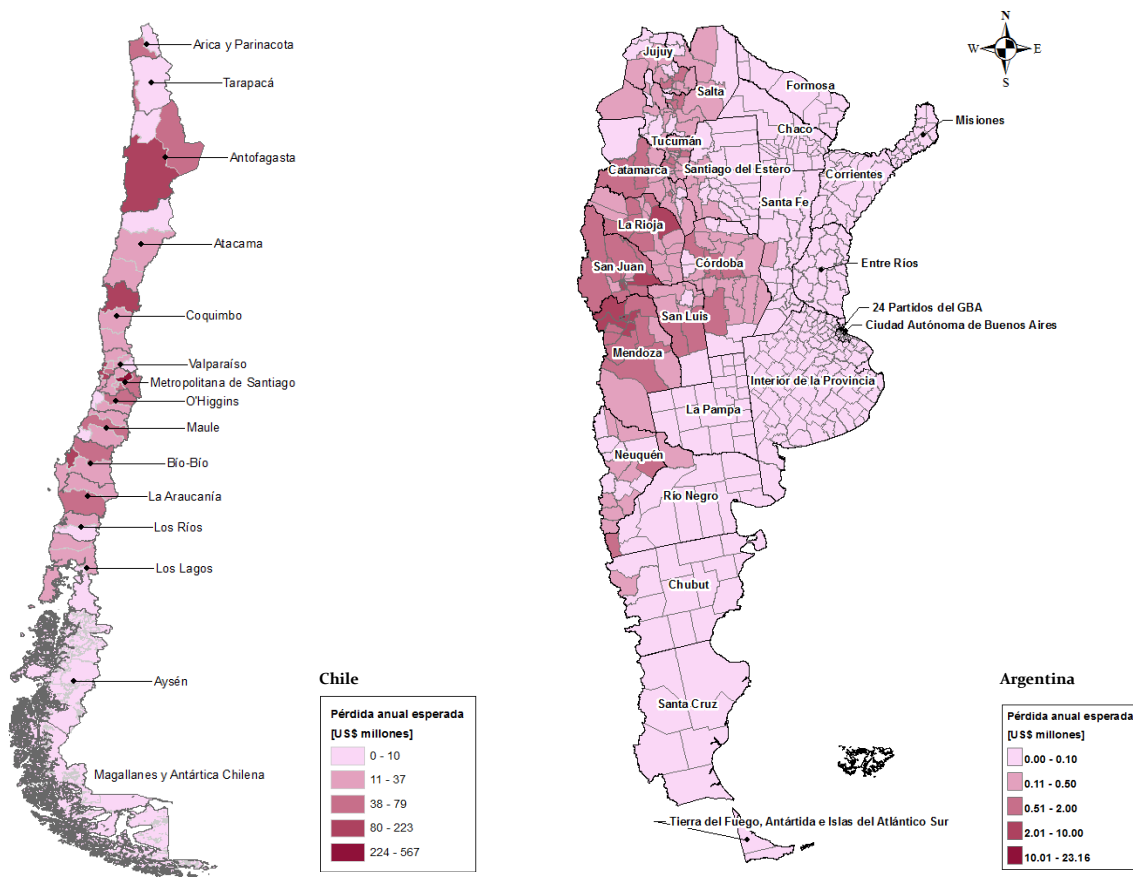 Arica y Parinacota
Tarapacá
Antofagasta
Atacama
Coquimbo
Valparaíso
Metropolitana de Santiago
O'Higgins
Maule
Bío-Bío
La Araucanía
Los Ríos
Los Lagos
Aysén
Magallanes y Antártica Chilena
Chile
Pérdida anual esperada
[US$ millones]
0 - 10
11 - 37
38 - 79
80 - 223
224 - 567
N
W
E
S
Jujuy
Salta
Formosa
Chaco
Misiones
Tucumán
Catamarca
Santiago del Estero
Corrientes
Santa Fe
La Rioja
San Juan
Córdoba
Entre Ríos
24 Partidos del GBA
Ciudad Autónoma de Buenos Aires
San Luis
Mendoza
Interior de la Provincia
La Pampa
Neuquén
Río Negro
Chubut
Santa Cruz
Tierra del Fuego, Antártida e Islas del Atlántico Sur
Argentina
Pérdida anual esperada
[US$ millones]
0.00 - 0.10
0.11 - 0.50
0.51 - 2.00
2.01 - 10.00
10.01 - 23.16